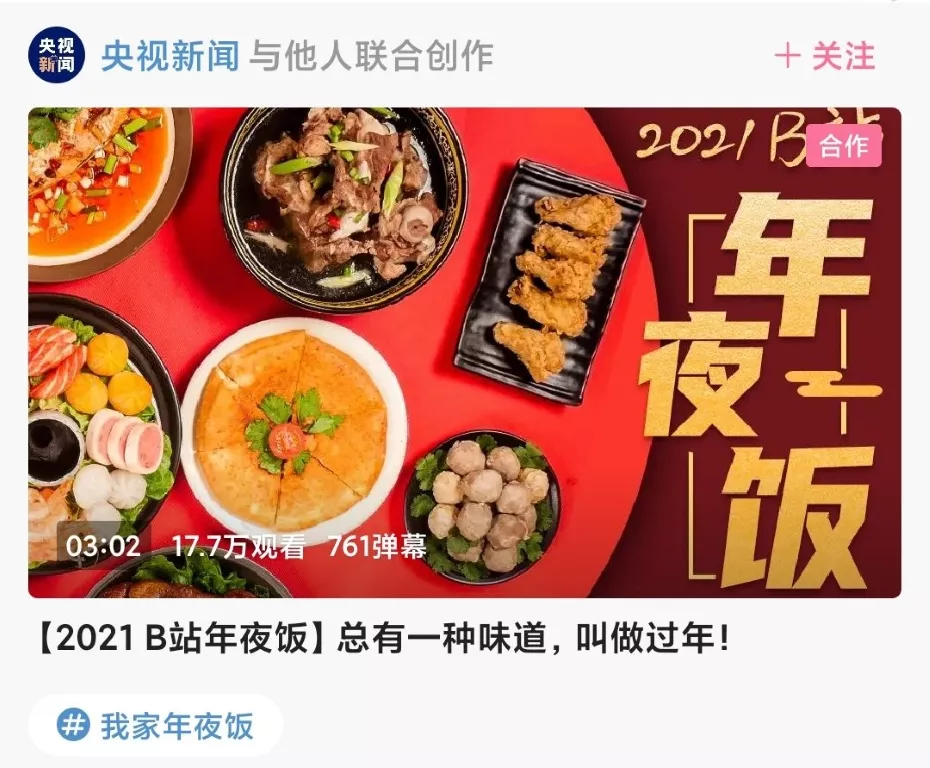 央视
新闻
央视新闻 与他人联合创作
+ 关注
2021 B站
合作
年
夜
饭
03:02 17.7万观看 761弹幕
【2021 B站年夜饭】总有一种味道，叫做过年！
# 我家年夜饭